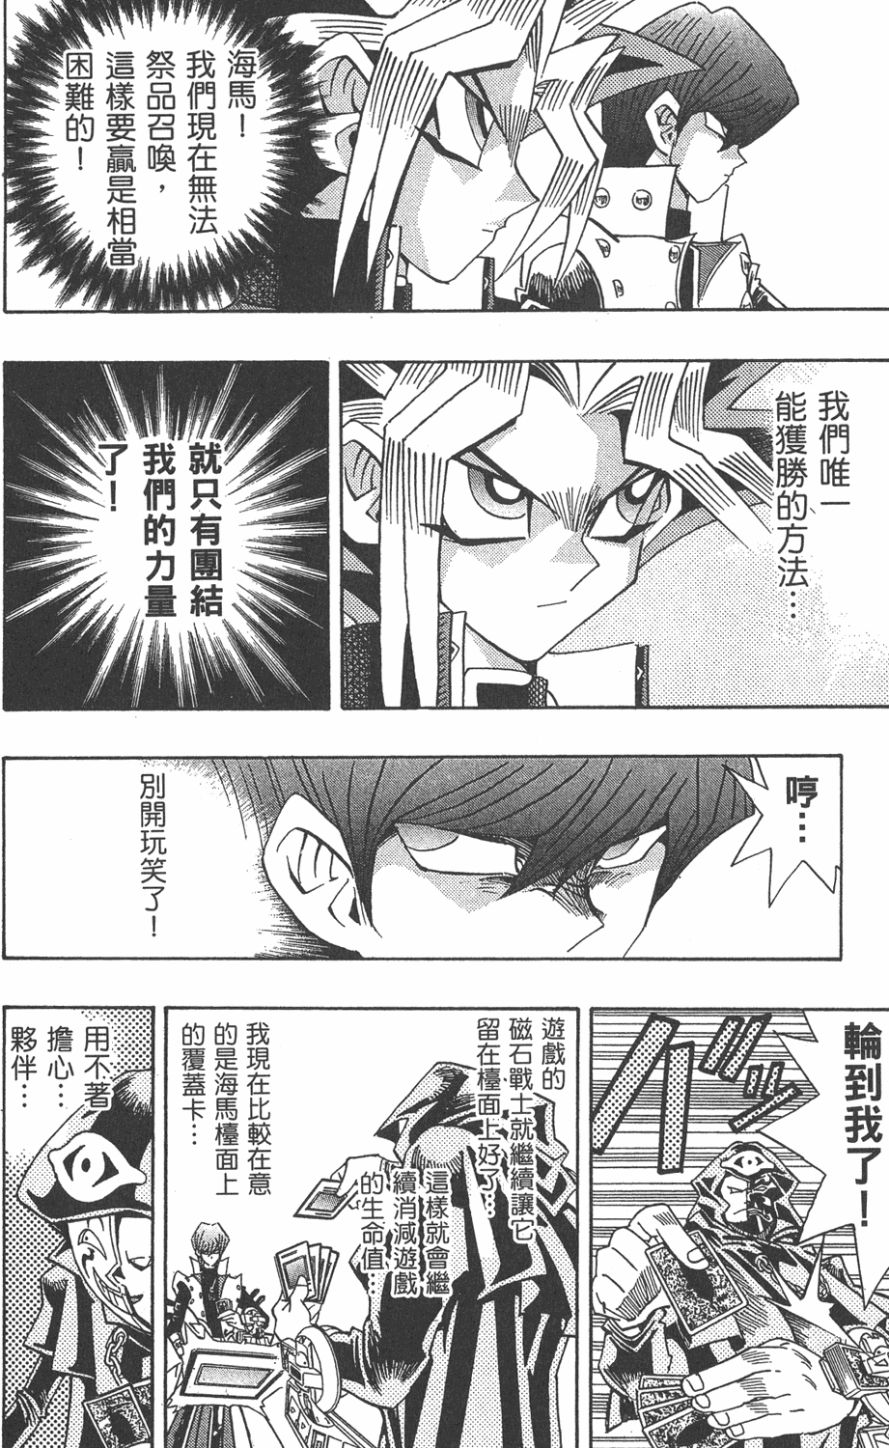 海馬！
我們現在無法
祭品召喚，
這樣要贏是相當
困難的！
我們唯一
能獲勝的方法…
就只有團結
我們的力量
了！
哼…
別開玩笑了！
輪到我了！
遊戲的
磁石戰士就繼續讓它
留在檯面上好了…
這樣就會繼
續消減遊戲
的生命值…
我現在比較在意
的是海馬檯面上
的覆蓋卡…
用不著
擔心…
夥伴…